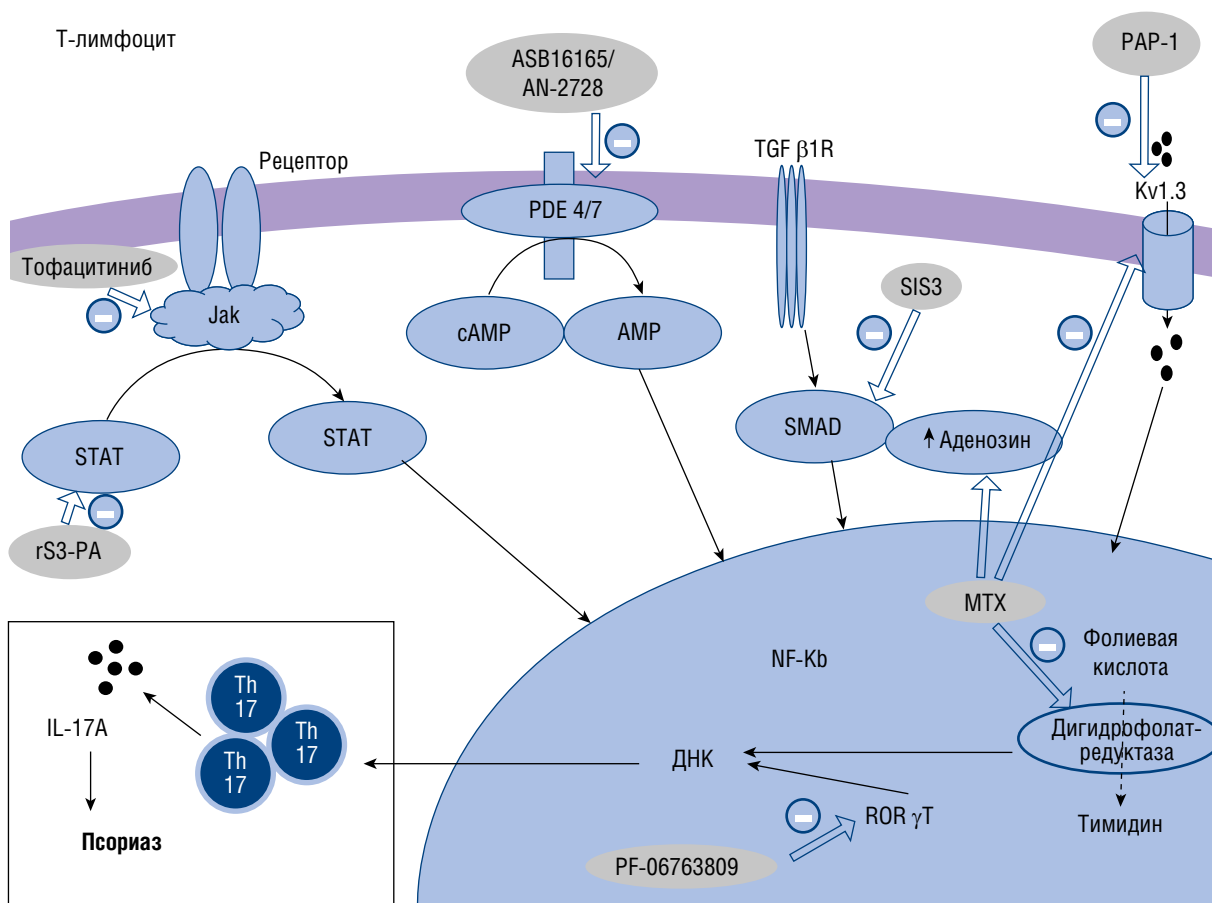 Т-лимфоцит
ASB16165/
AN-2728
PAP-1
Рецептор
TGF β1R
Kv1.3
PDE 4/7
Тофацитиниб
SIS3
Jak
cAMP
AMP
STAT
STAT
SMAD
↑ Аденозин
rS3-PA
MTX
NF-Kb
Фолиевая
кислота
Th
17
Th
17
Th
17
IL-17A
Дигидрофолат-
редуктаза
ДНК
ROR γT
Тимидин
Псориаз
PF-06763809